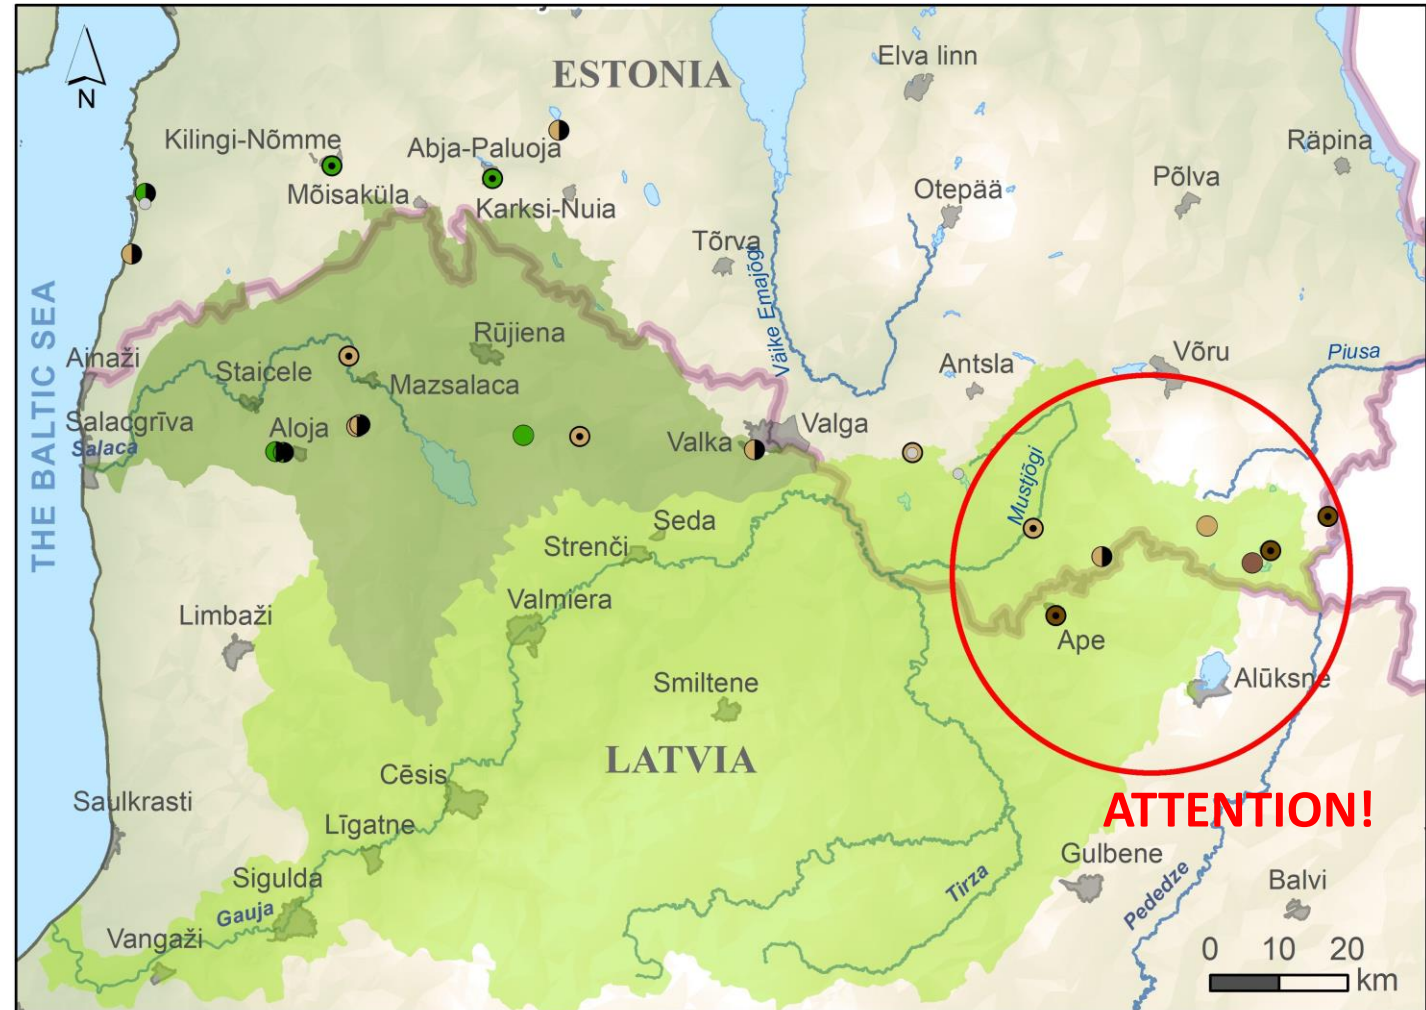 Elva linn
ESTONIA
N
Räpina
Kilingi-Nõmme
Abja-Paluoja
Põlva
Otepää
Mõisaküla
Karksi-Nuia
Tõrva
Väike Emajõgi
THE BALTIC SEA
Rūjiena
Võru
Piusa
Ainaži
Antsla
Staicele
Mazsalaca
Salacgrīva
Aloja
Valga
Valka
Salaca
Mustjõgi
Seda
Strenči
Valmiera
Limbaži
Ape
Smiltene
Alūksne
LATVIA
Cēsis
Saulkrasti
ATTENTION!
Līgatne
Gulbene
Sigulda
Tirza
Balvi
Pededze
Gauja
Vangaži
0 10 20
km